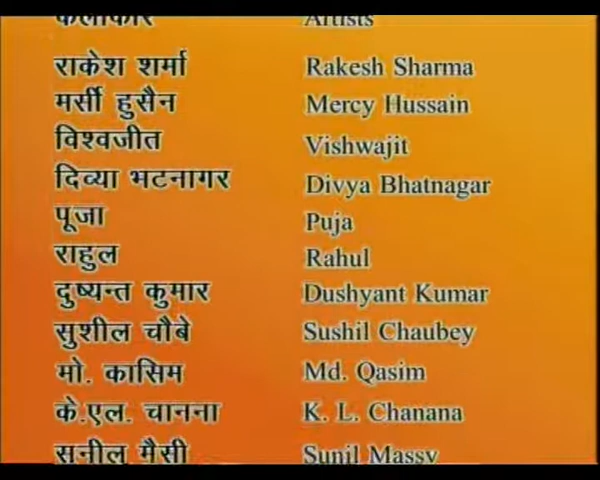 कलाकार Artists
राकेश शर्मा Rakesh Sharma
मर्सी हुसैन Mercy Hussain
विश्वजीत Vishwajit
दिव्या भटनागर Divya Bhatnagar
पूजा Puja
राहुल Rahul
दुष्यन्त कुमार Dushyant Kumar
सुशील चौबे Sushil Chaubey
मो. कासिम Md. Qasim
के.एल. चानना K. L. Chanana
सुनील मैसी Sunil Massy